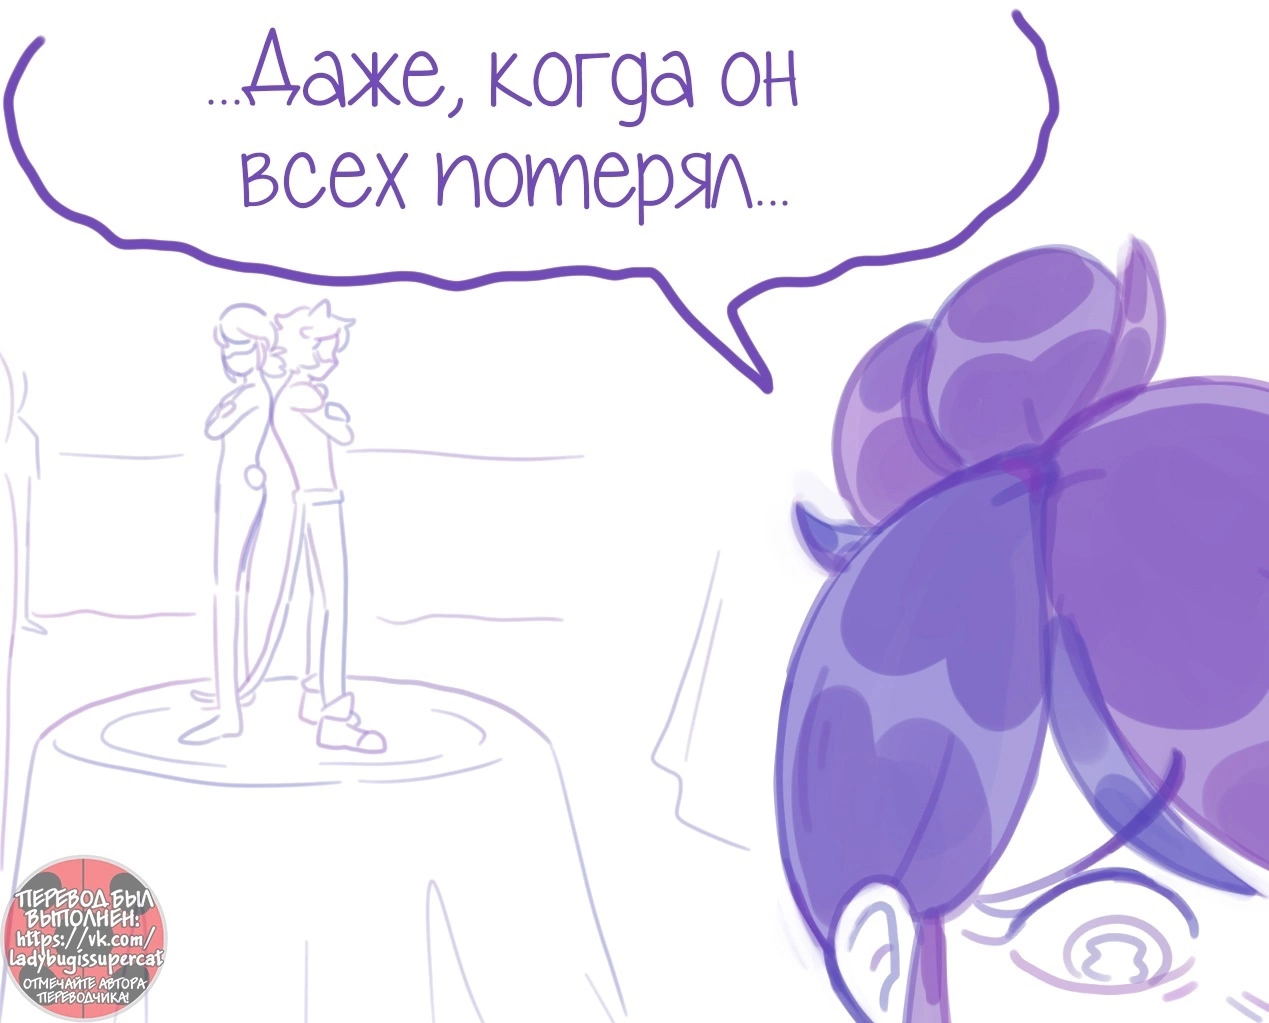 ...Даже, когда он
всех потерял...
ПЕРЕВОД БЫЛ
ВЫПОЛНЕН:
https://vk.com/
ladybugissupercat
ОТМЕЧАЙТЕ АВТОРА
ПЕРЕВОДЧИКА!